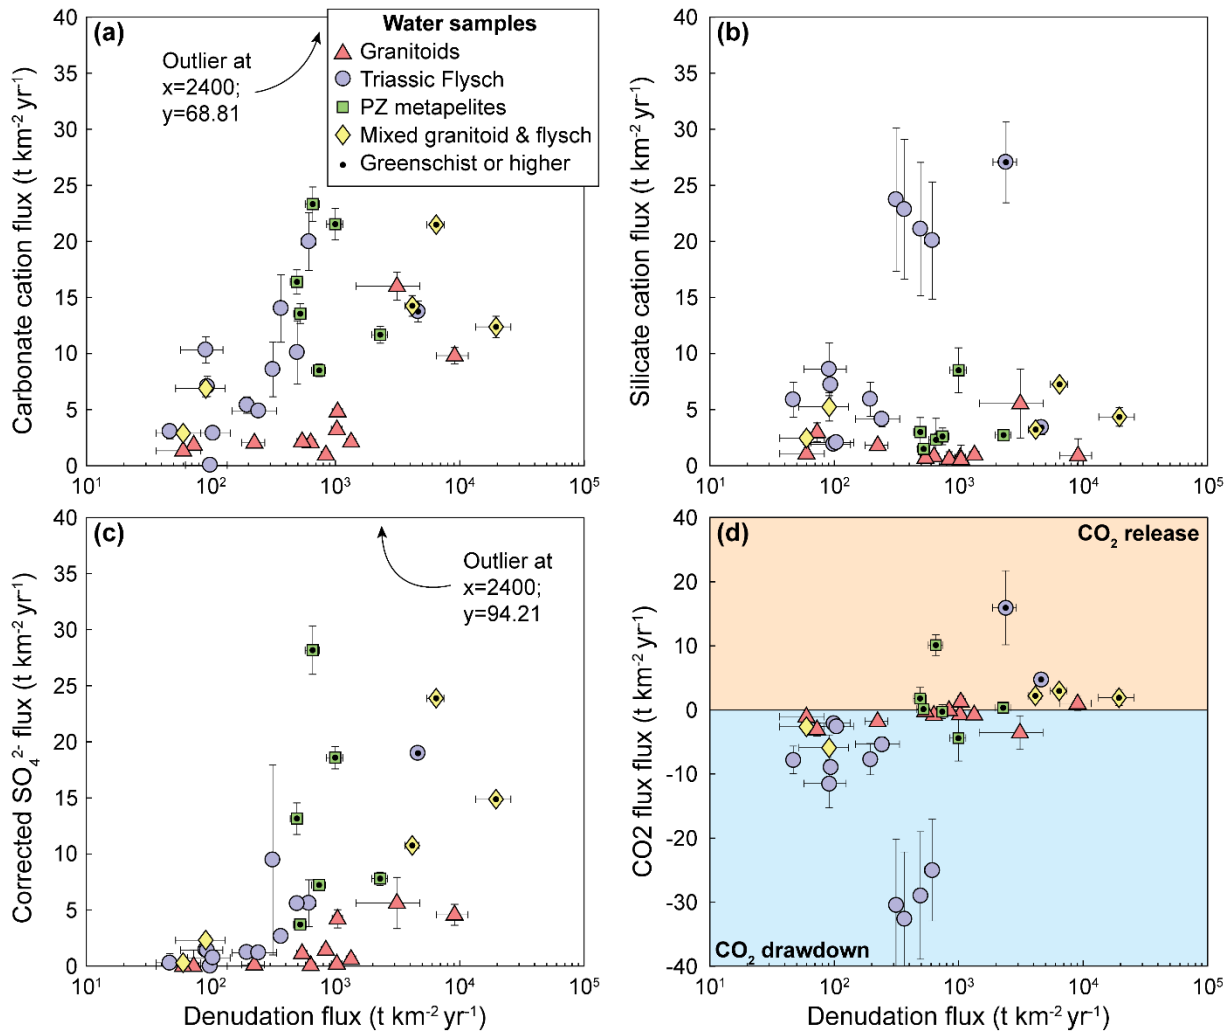 (a)
Outlier at
x=2400;
y=68.81
Water samples
Granitoids
Triassic Flysch
PZ metapelites
Mixed granitoid & flysch
Greenschist or higher
Carbonate cation flux (t km⁻² yr⁻¹)
40
35
30
25
20
15
10
5
0
10¹
10²
10³
10⁴
10⁵
(b)
Silicate cation flux (t km⁻² yr⁻¹)
40
35
30
25
20
15
10
5
0
10¹
10²
10³
10⁴
10⁵
(c)
Outlier at
x=2400;
y=94.21
Corrected SO₄²⁻ flux (t km⁻² yr⁻¹)
40
35
30
25
20
15
10
5
0
10¹
10²
10³
10⁴
10⁵
Denudation flux (t km⁻² yr⁻¹)
(d)
CO₂ release
CO2 flux flux (t km⁻² yr⁻¹)
40
20
10
0
-10
-20
-30
-40
CO₂ drawdown
10¹
10²
10³
10⁴
10⁵
Denudation flux (t km⁻² yr⁻¹)